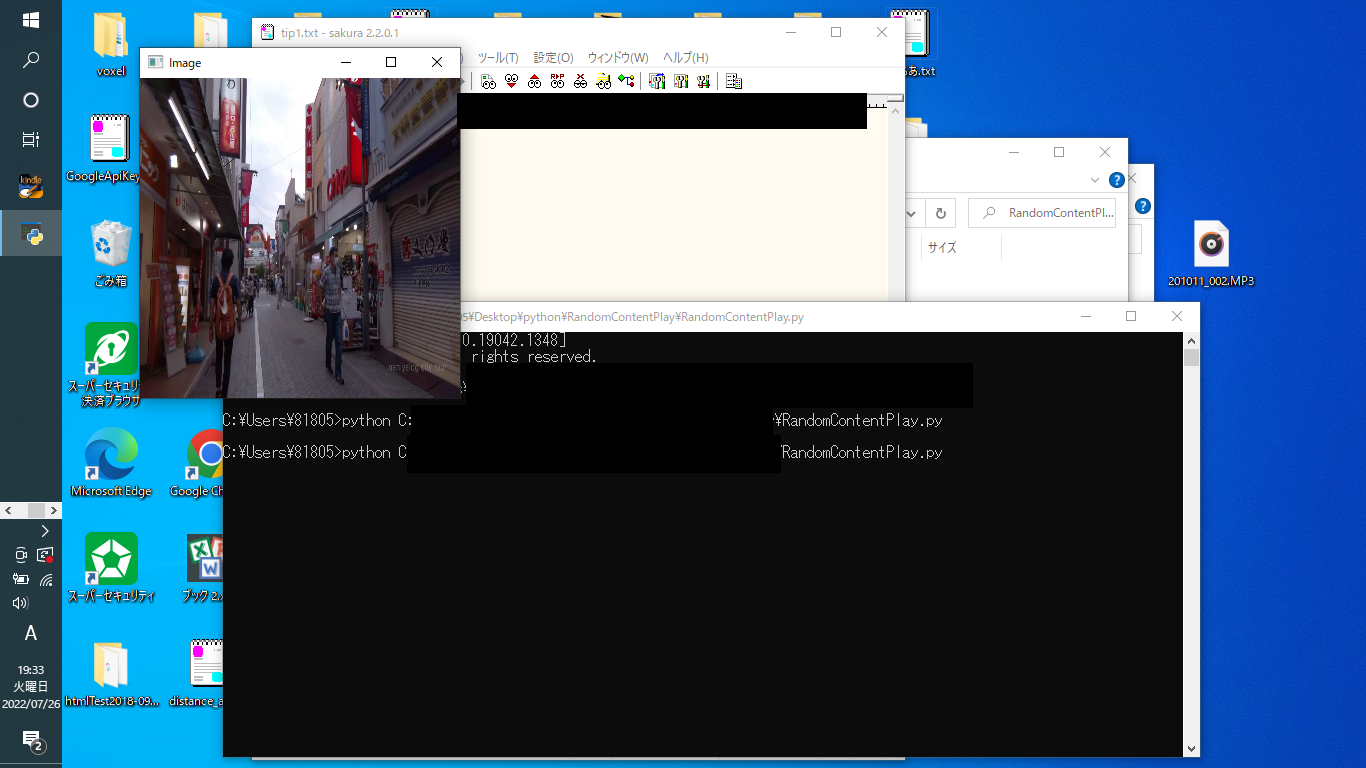 tip1.txt - sakura 2.2.0.1
ツール(T) 設定(O) ウィンドウ(W) ヘルプ(H)
Image
voxel
GoogleApiKey
ごみ箱
スーパーセキュリテ
決済ブラウザ
Microsoft Edge
Google Ch
スーパーセキュリティ
ブック 2.
htmlTest2018-09...
distance_a
あ.txt
RandomContentPl...
サイズ
201011_002.MP3
5¥Desktop¥python¥RandomContentPlay¥RandomContentPlay.py
0.19042.1348]
rights reserved.
C:¥Users¥81805>python C:
¥RandomContentPlay.py
C:¥Users¥81805>python C
RandomContentPlay.py
kindle
A
19:33
火曜日
2022/07/26
2